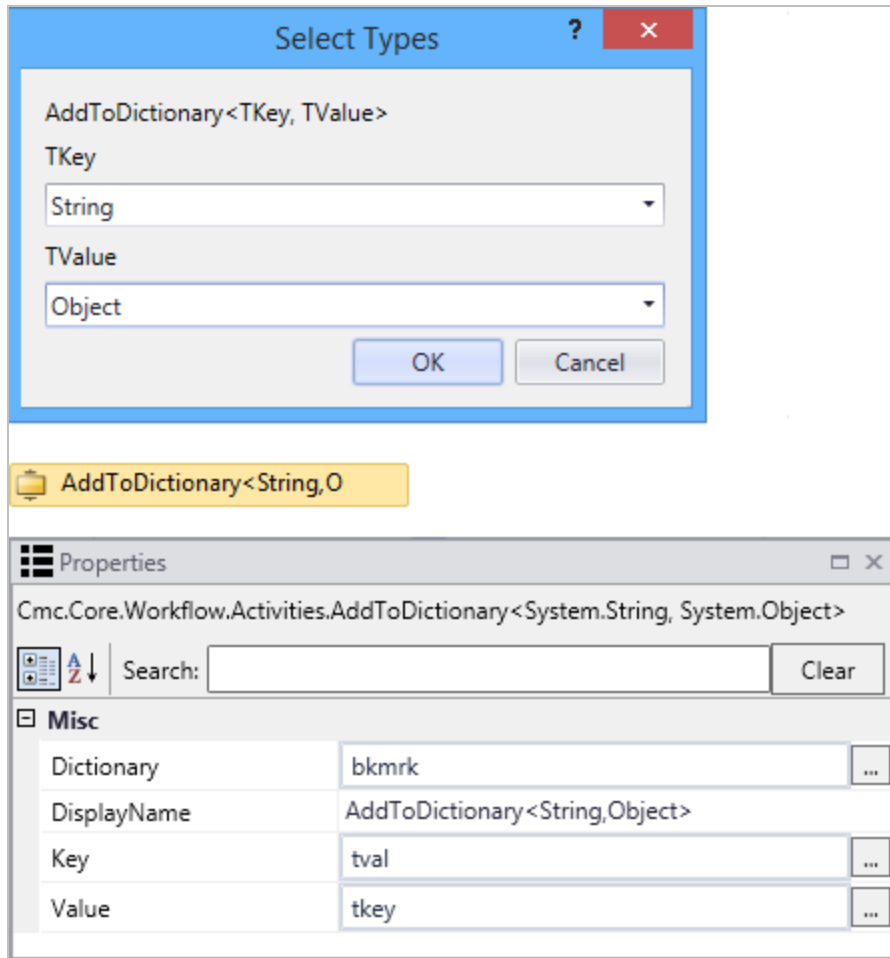 Select Types
?
AddToDictionary<TKey, TValue>
TKey
String
TValue
Object
OK Cancel
AddToDictionary<String,O
Properties
Cmc.Core.Workflow.Activities.AddToDictionary<System.String, System.Object>
A Z Search: Clear
Misc
Dictionary bkmrk ...
DisplayName AddToDictionary<String,Object>
Key tval ...
Value tkey ...